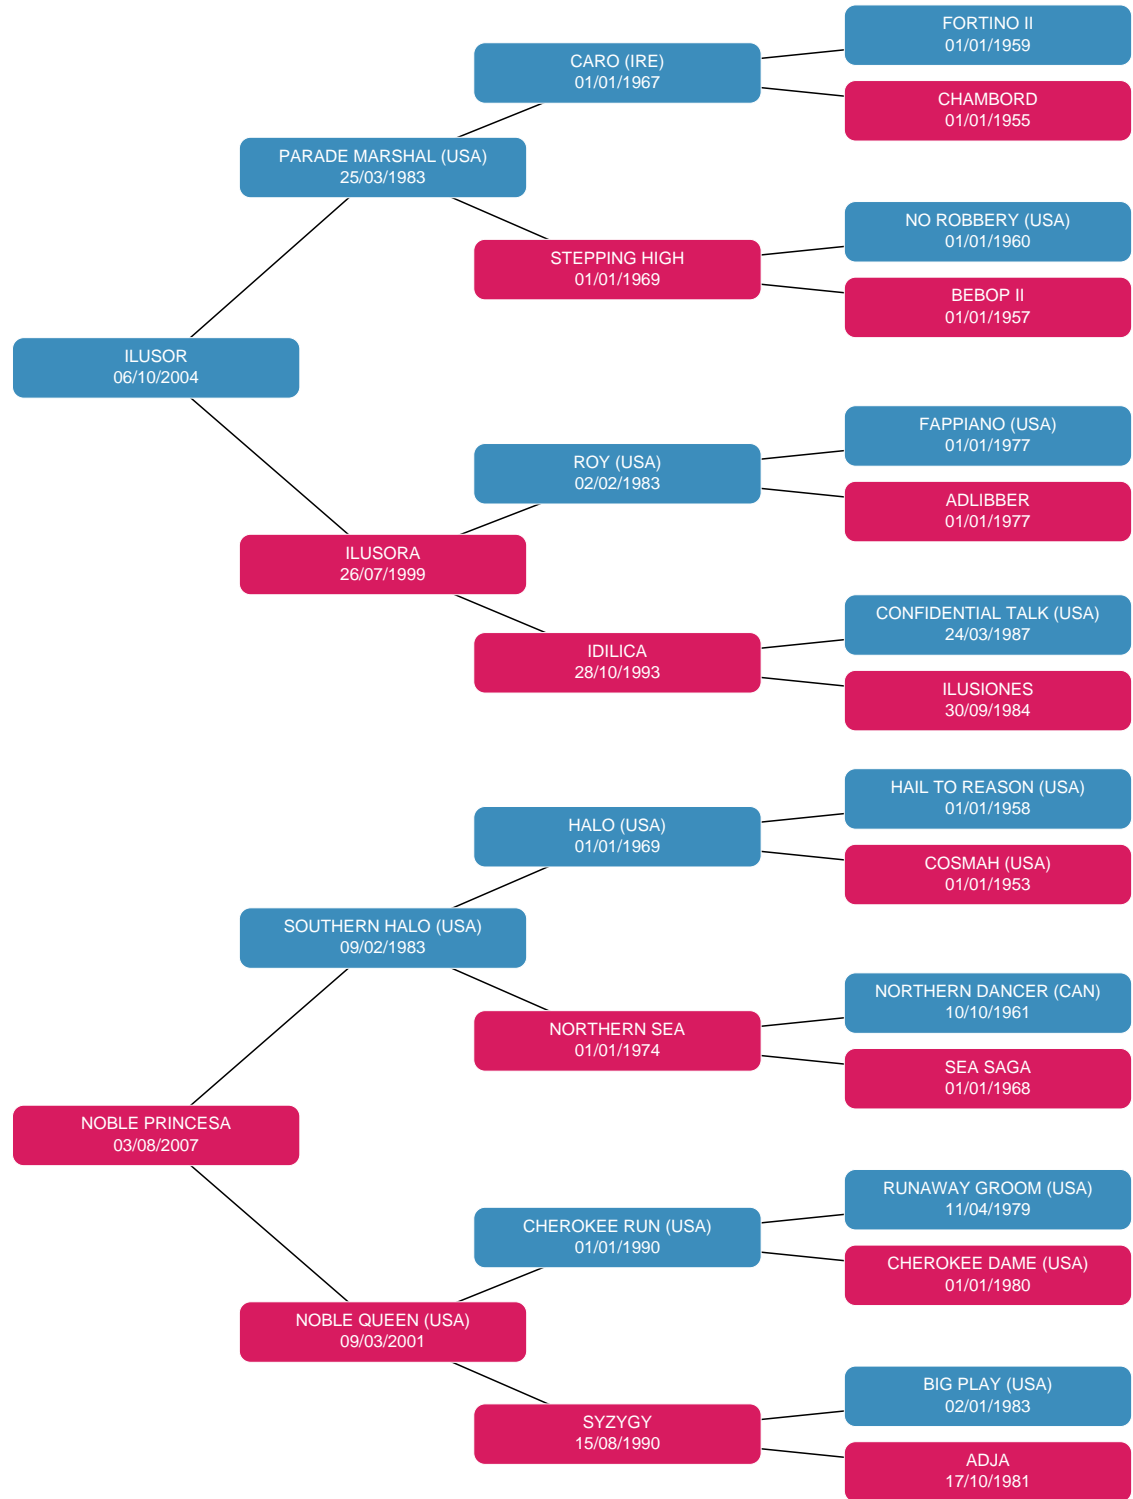 FORTINO II
01/01/1959
CARO (IRE)
01/01/1967
CHAMBORD
01/01/1955
PARADE MARSHAL (USA)
25/03/1983
NO ROBBERY (USA)
01/01/1960
STEPPING HIGH
01/01/1969
BEBOP II
01/01/1957
ILUSOR
06/10/2004
FAPPIANO (USA)
01/01/1977
ROY (USA)
02/02/1983
ADLIBBER
01/01/1977
ILUSORA
26/07/1999
CONFIDENTIAL TALK (USA)
24/03/1987
IDILICA
28/10/1993
ILUSIONES
30/09/1984
HAIL TO REASON (USA)
01/01/1958
HALO (USA)
01/01/1969
COSMAH (USA)
01/01/1953
SOUTHERN HALO (USA)
09/02/1983
NORTHERN DANCER (CAN)
10/10/1961
NORTHERN SEA
01/01/1974
SEA SAGA
01/01/1968
NOBLE PRINCESA
03/08/2007
RUNAWAY GROOM (USA)
11/04/1979
CHEROKEE RUN (USA)
01/01/1990
CHEROKEE DAME (USA)
01/01/1980
NOBLE QUEEN (USA)
09/03/2001
BIG PLAY (USA)
02/01/1983
SYZYGY
15/08/1990
ADJA
17/10/1981